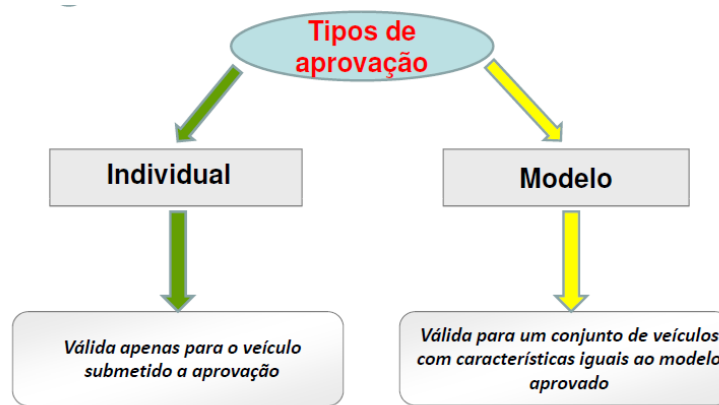 Tipos de
aprovação
Individual
Modelo
Válida apenas para o veículo
submetido a aprovação
Válida para um conjunto de veículos
com características iguais ao modelo
aprovado